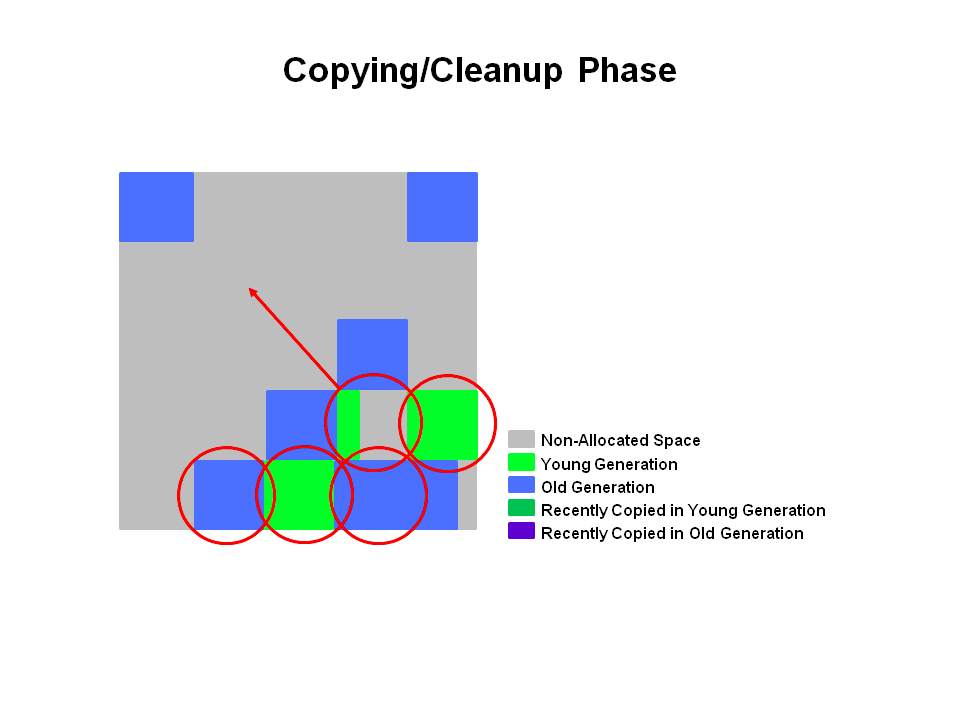 Copying/Cleanup Phase
Non-Allocated Space
Young Generation
Old Generation
Recently Copied in Young Generation
Recently Copied in Old Generation